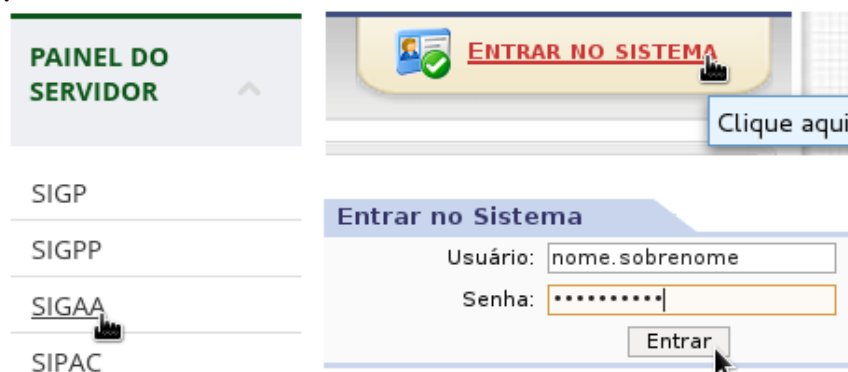 PAINEL DO
SERVIDOR
SIGP
SIGPP
SIGAA
SIPAC
ENTRAR NO SISTEMA
Clique aqui
Entrar no Sistema
Usuário: nome.sobrenome
Senha: ••••••••••
Entrar